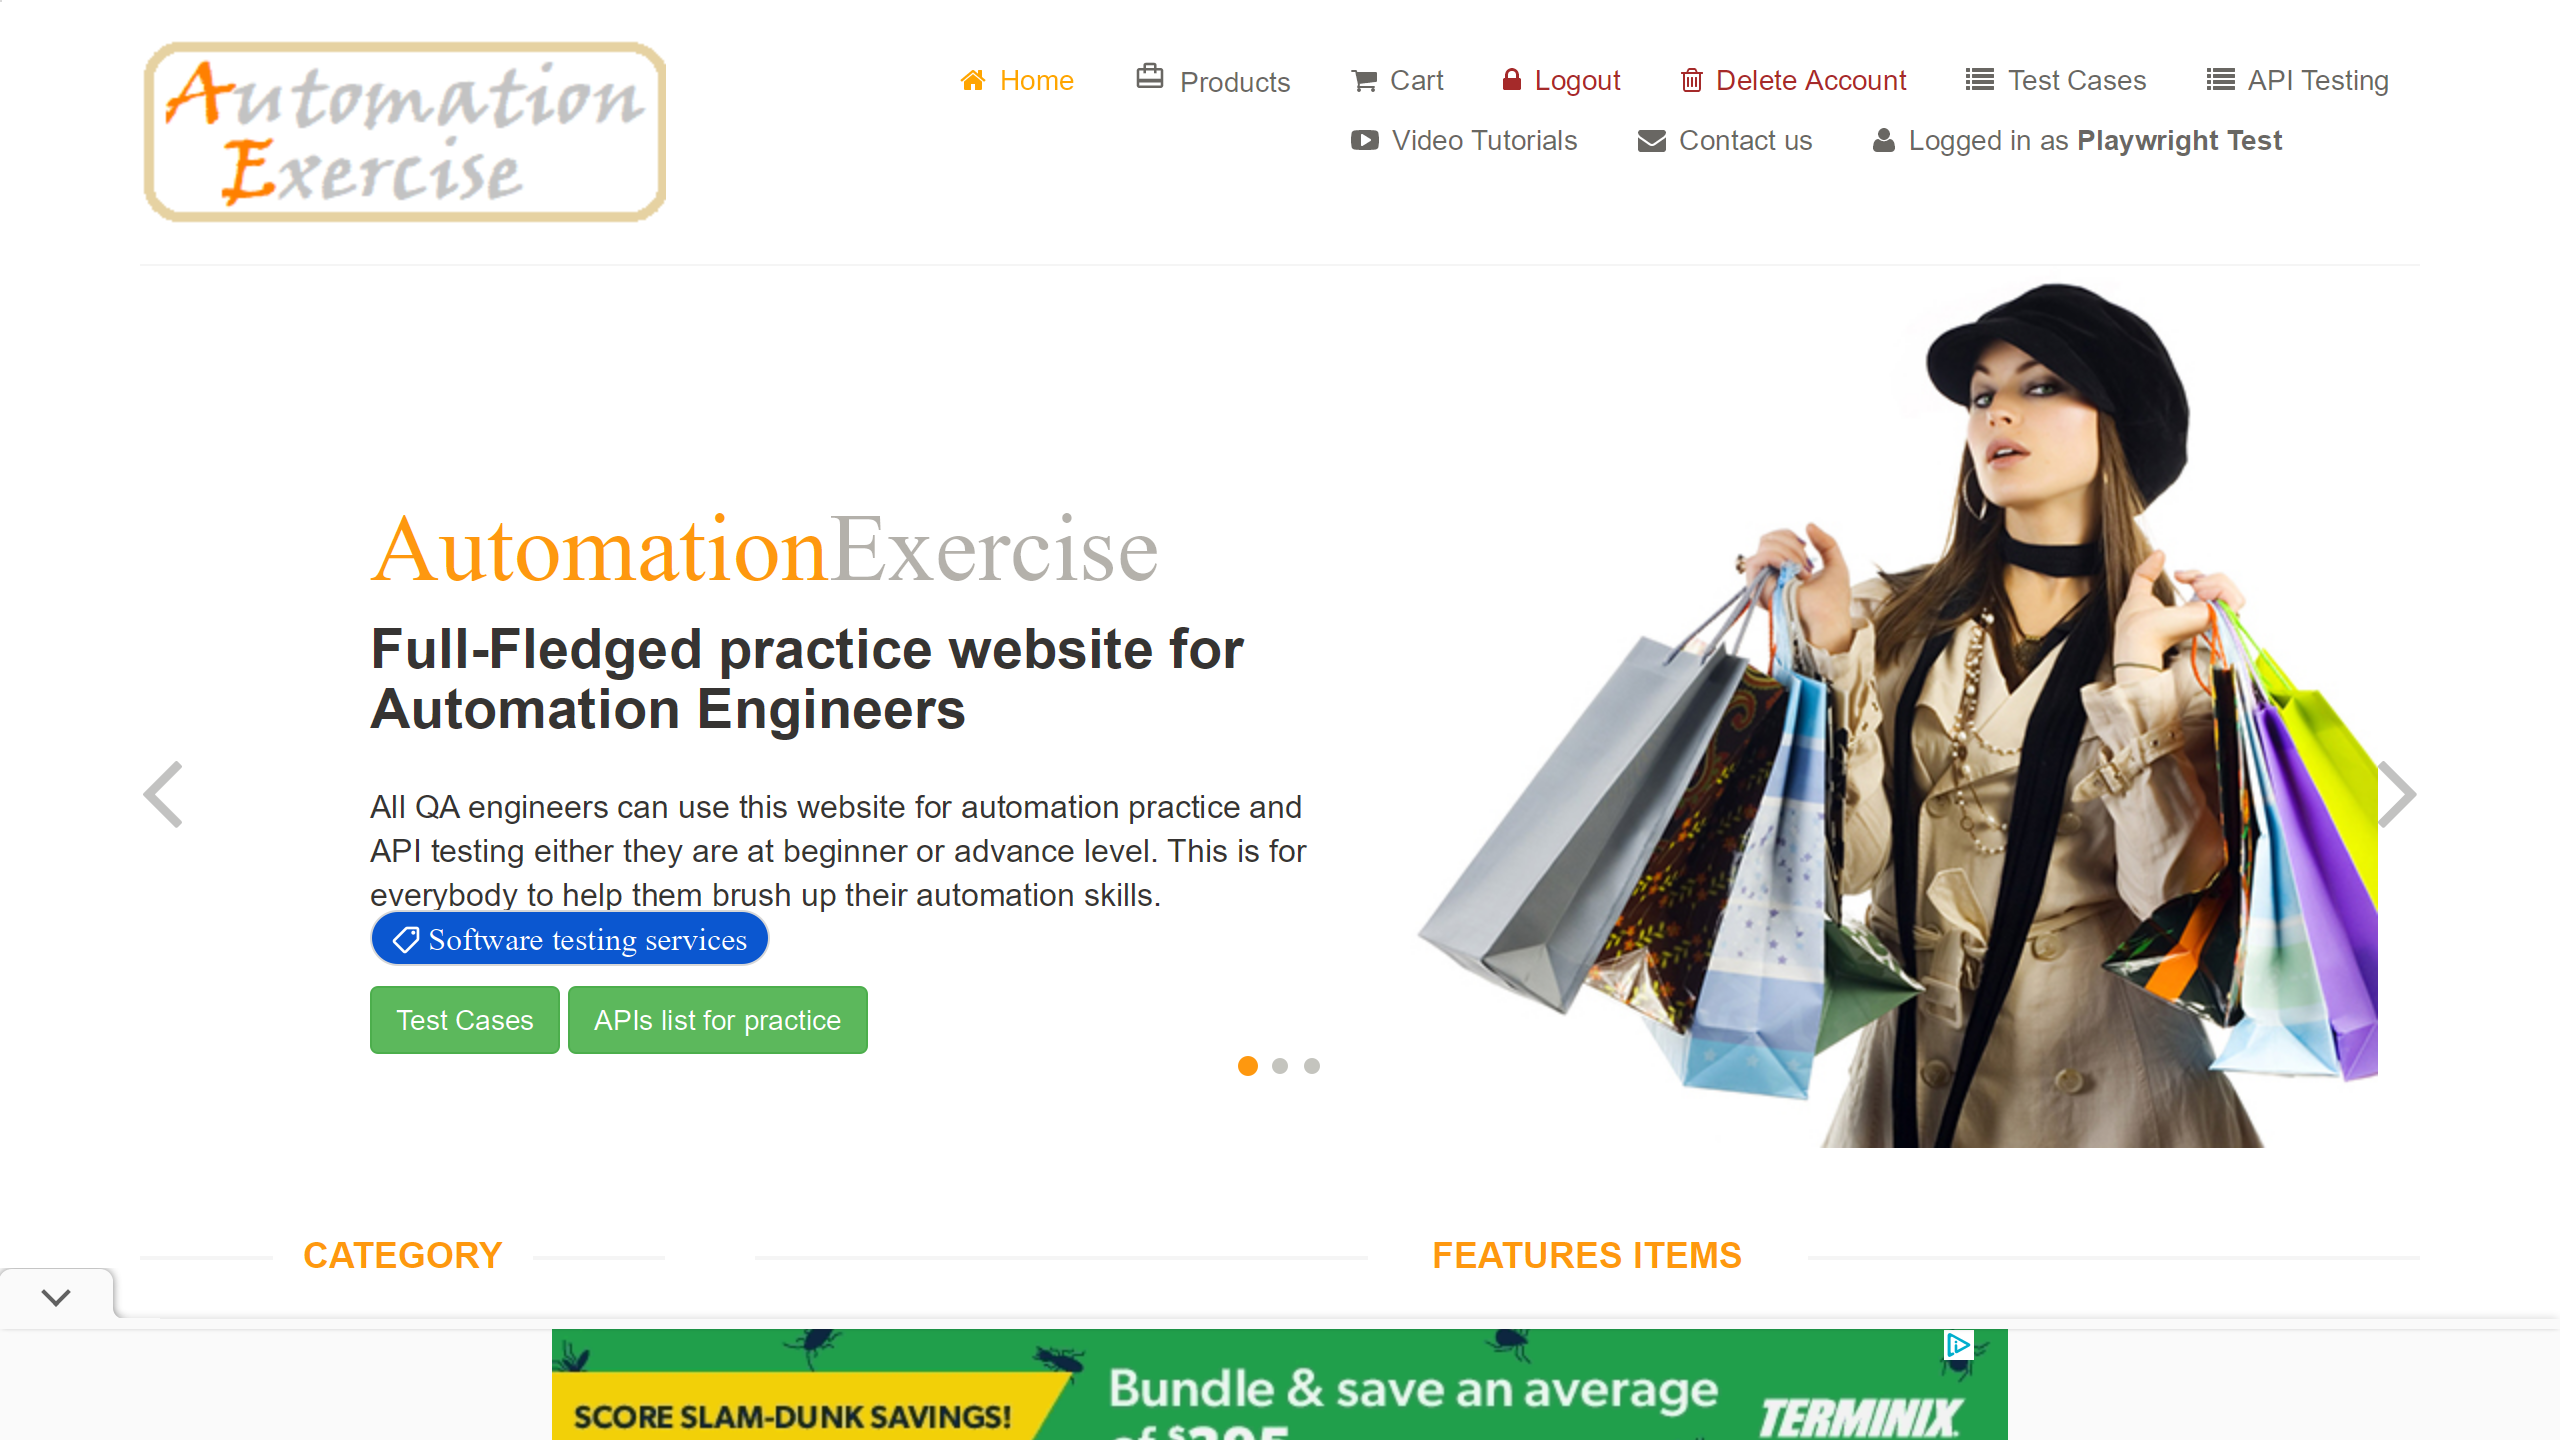 Automation
Exercise
Home Products Cart Logout Delete Account Test Cases API Testing
Video Tutorials Contact us Logged in as Playwright Test
AutomationExercise
Full-Fledged practice website for
Automation Engineers
All QA engineers can use this website for automation practice and
API testing either they are at beginner or advance level. This is for
everybody to help them brush up their automation skills.
Software testing services
Test Cases APIs list for practice
CATEGORY FEATURES ITEMS
SCORE SLAM-DUNK SAVINGS!
Bundle & save an average
TERMINIX